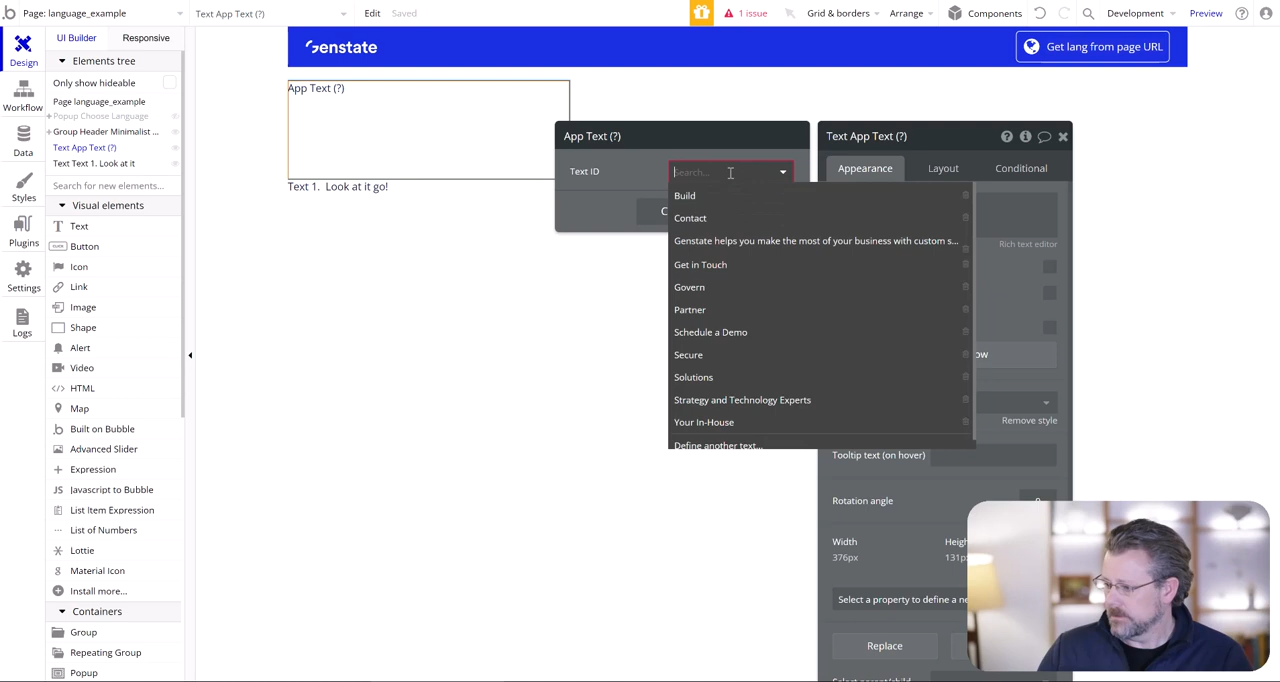 Page: language_example
Text App Text (?)
Edit
Saved
1 issue
Grid & borders
Arrange
Components
Development
Preview
Design
Workflow
Data
Styles
Plugins
Settings
Logs
UI Builder
Responsive
Elements tree
Only show hideable
Page language_example
Popup Choose Language
Group Header Minimalist ...
Text App Text (?)
Text Text 1. Look at it
Search for new elements...
Visual elements
Text
Button
Icon
Link
Image
Shape
Alert
Video
HTML
Map
Built on Bubble
Advanced Slider
Expression
Javascript to Bubble
List Item Expression
List of Numbers
Lottie
Material Icon
Install more...
Containers
Group
Repeating Group
Popup
Genstate
Get lang from page URL
App Text (?)
Text 1. Look at it go!
App Text (?)
Text ID
Search...
C
Build
Contact
Genstate helps you make the most of your business with custom s...
Get in Touch
Govern
Partner
Schedule a Demo
Secure
Solutions
Strategy and Technology Experts
Your In-House
Define another text...
Text App Text (?)
Appearance
Layout
Conditional
Rich text editor
ow
Remove style
Tooltip text (on hover)
Rotation angle
0
Width
Heigh
376px
131px
Select a property to define a ne
Replace
Select parent/child